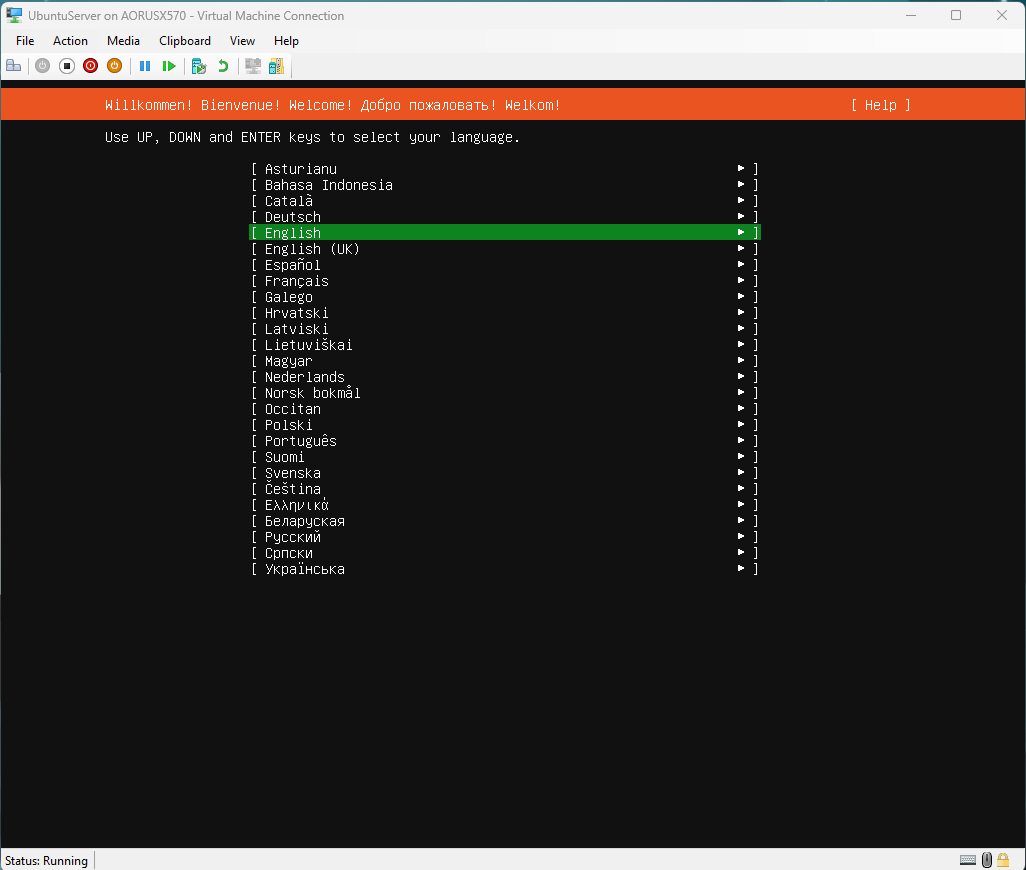 UbuntuServer on AORUSX570 - Virtual Machine Connection
File Action Media Clipboard View Help
Willkommen! Bienvenue! Welcome! Добро пожаловать! Welkom! [ Help ]
Use UP, DOWN and ENTER keys to select your language.
[ Asturianu ► ]
[ Bahasa Indonesia ► ]
[ Català ► ]
[ Deutsch ► ]
[ English ► ]
[ English (UK) ► ]
[ Español ► ]
[ Français ► ]
[ Galego ► ]
[ Hrvatski ► ]
[ Latviski ► ]
[ Lietuviškai ► ]
[ Magyar ► ]
[ Nederlands ► ]
[ Norsk bokmål ► ]
[ Occitan ► ]
[ Polski ► ]
[ Português ► ]
[ Suomi ► ]
[ Svenska ► ]
[ Čeština ► ]
[ Ελληνικά ► ]
[ Беларуская ► ]
[ Русский ► ]
[ Српски ► ]
[ Українська ► ]
Status: Running